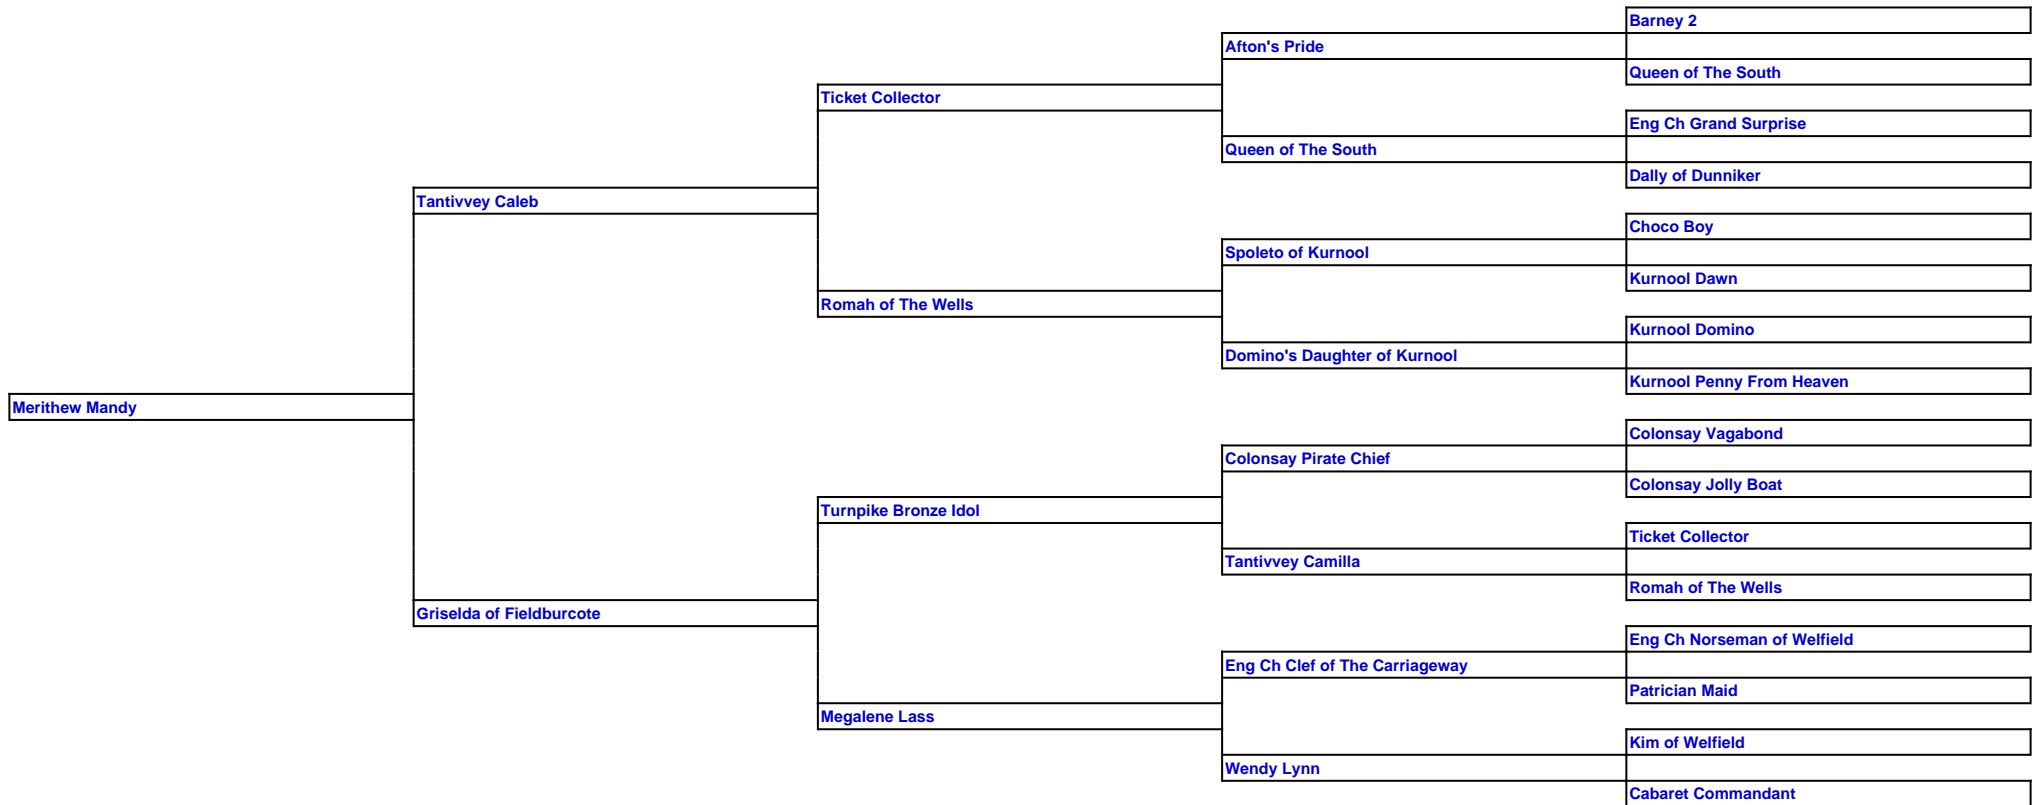 Barney 2
Afton's Pride
Queen of The South
Ticket Collector
Eng Ch Grand Surprise
Queen of The South
Dally of Dunniker
Tantivvey Caleb
Choco Boy
Spoleto of Kurnool
Kurnool Dawn
Romah of The Wells
Kurnool Domino
Domino's Daughter of Kurnool
Kurnool Penny From Heaven
Merithew Mandy
Colonsay Vagabond
Colonsay Pirate Chief
Colonsay Jolly Boat
Turnpike Bronze Idol
Ticket Collector
Tantivvey Camilla
Romah of The Wells
Griselda of Fieldburcote
Eng Ch Norseman of Welfield
Eng Ch Clef of The Carriageway
Patrician Maid
Megalene Lass
Kim of Welfield
Wendy Lynn
Cabaret Commandant